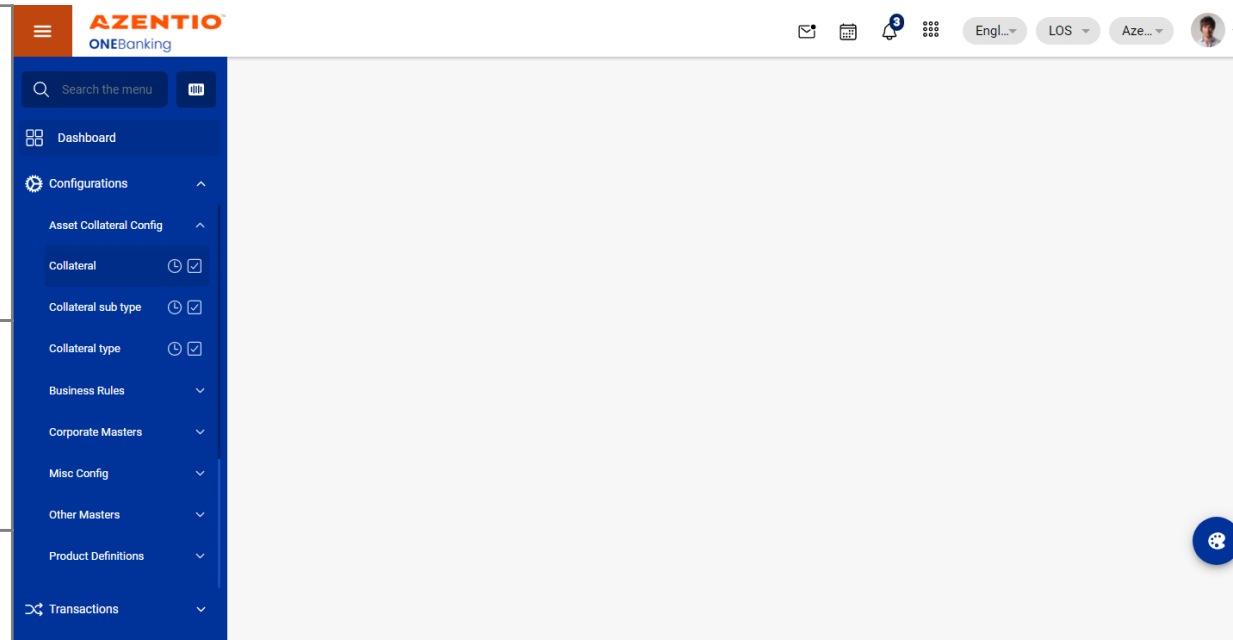 AZENTIO
ONEBanking
3
Engl...
LOS
Aze...
Search the menu
Dashboard
Configurations
Asset Collateral Config
Collateral
Collateral sub type
Collateral type
Business Rules
Corporate Masters
Misc Config
Other Masters
Product Definitions
Transactions